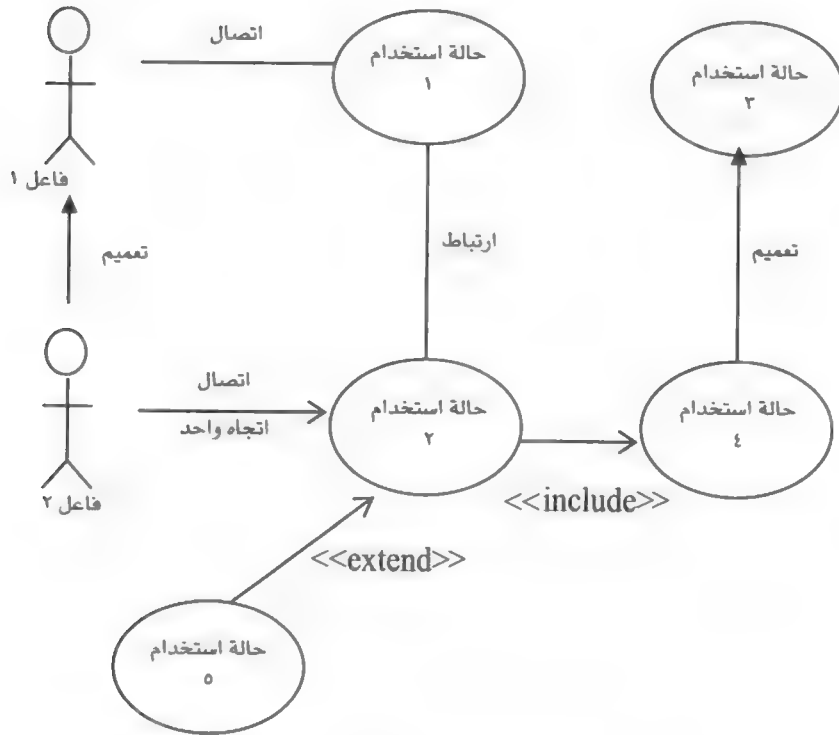 اتصال
حالة استخدام
١
حالة استخدام
٣
فاعل ١
ارتباط
تعميم
تعميم
اتصال
اتجاه واحد
حالة استخدام
٢
حالة استخدام
٤
فاعل ٢
<<include>>
<<extend>>
حالة استخدام
٥